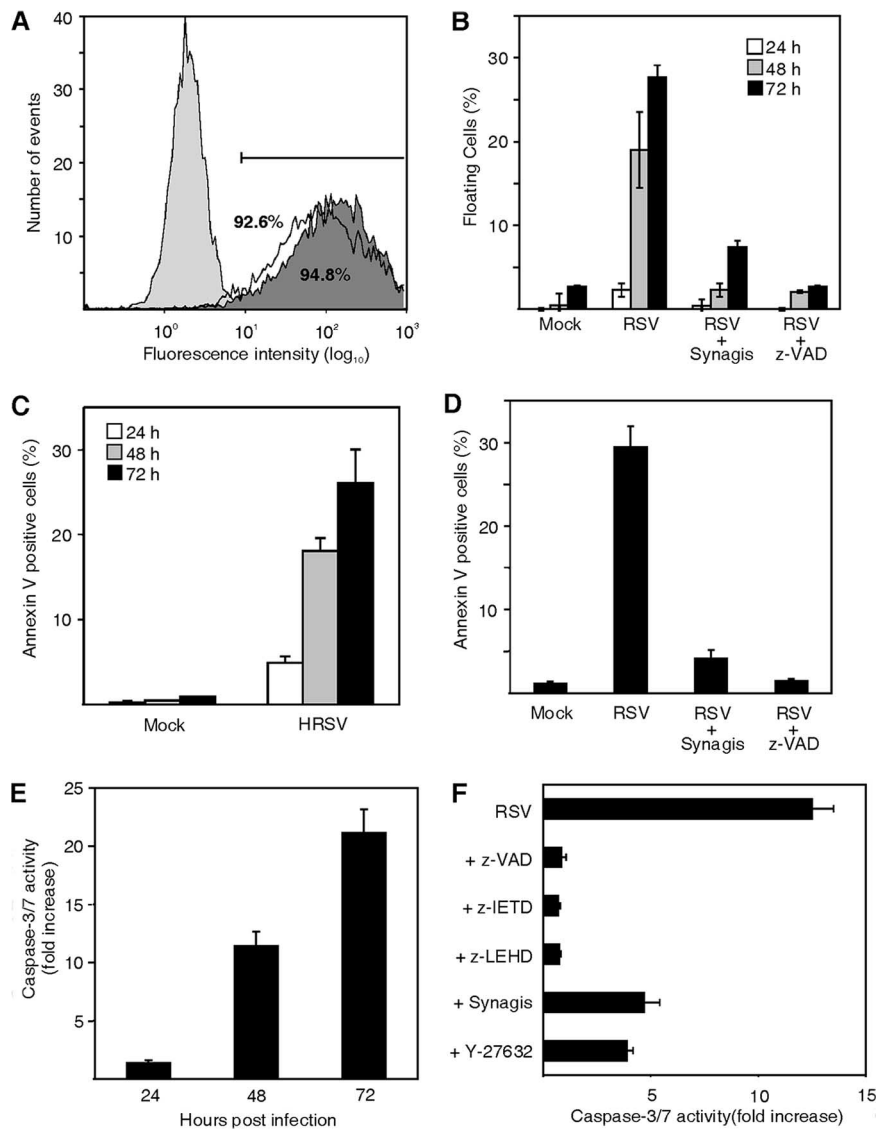 A
Number of events
40
30
20
10
92.6%
94.8%
10⁰ 10¹ 10² 10³
Fluorescence intensity (log₁₀)
B
Floating Cells (%)
30
20
10
24 h
48 h
72 h
Mock RSV RSV + Synagis RSV + z-VAD
C
Annexin V positive cells (%)
30
20
10
24 h
48 h
72 h
Mock HRSV
D
Annexin V positive cells (%)
30
20
10
Mock RSV RSV + Synagis RSV + z-VAD
E
Caspase-3/7 activity
(fold increase)
25
20
15
10
5
24 48 72
Hours post infection
F
RSV
+ z-VAD
+ z-IETD
+ z-LEHD
+ Synagis
+ Y-27632
5 10 15
Caspase-3/7 activity(fold increase)